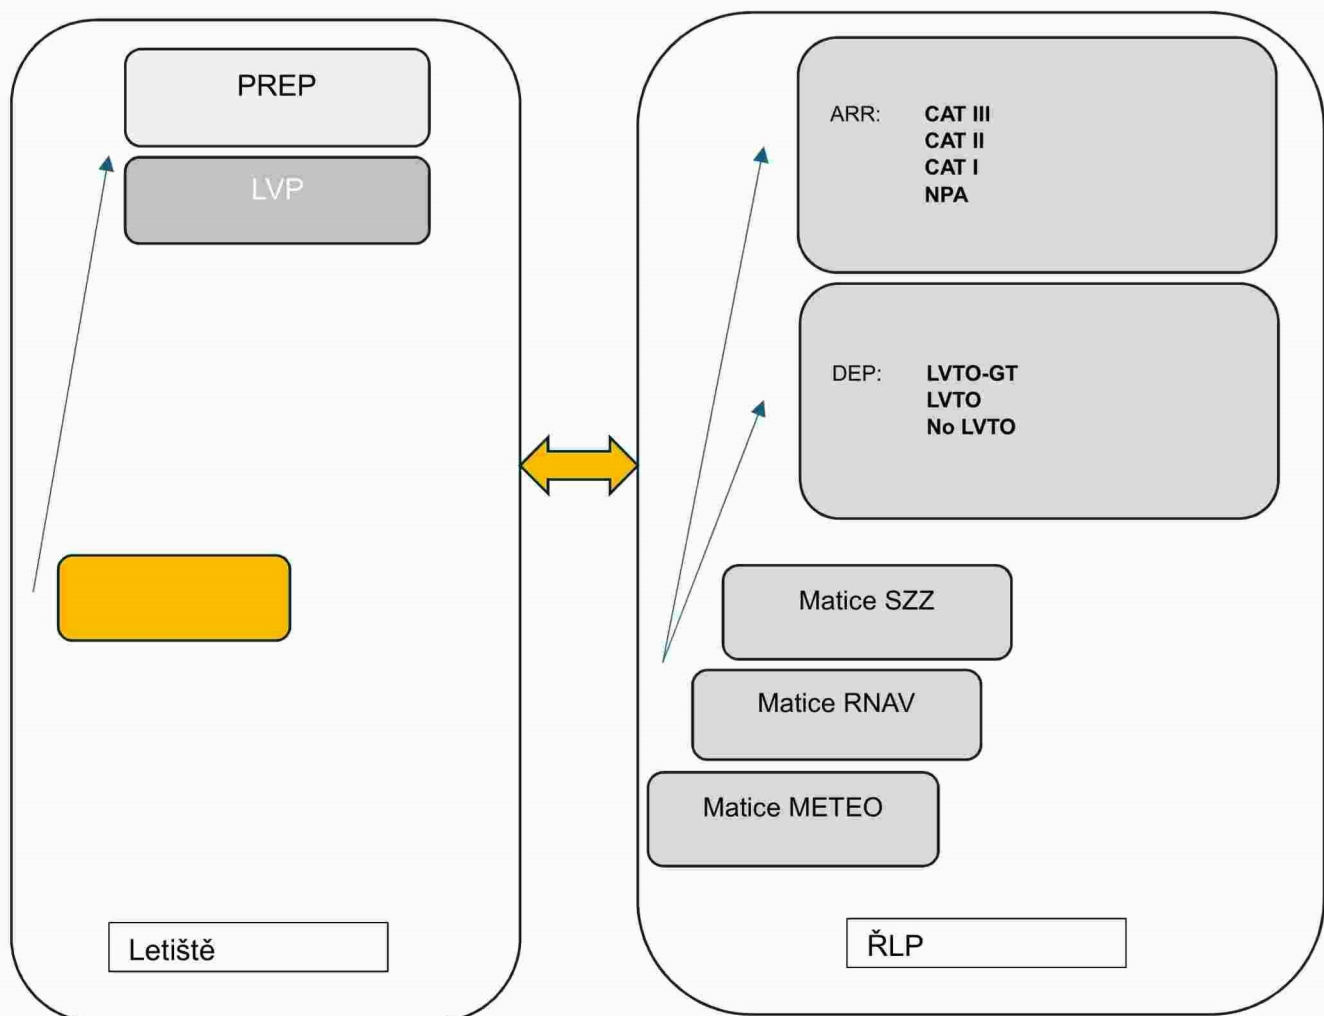 PREP
LVP
Letiště
ARR: CAT III
CAT II
CAT I
NPA
DEP: LVTO-GT
LVTO
No LVTO
Matice SZZ
Matice RNAV
Matice METEO
ŘLP